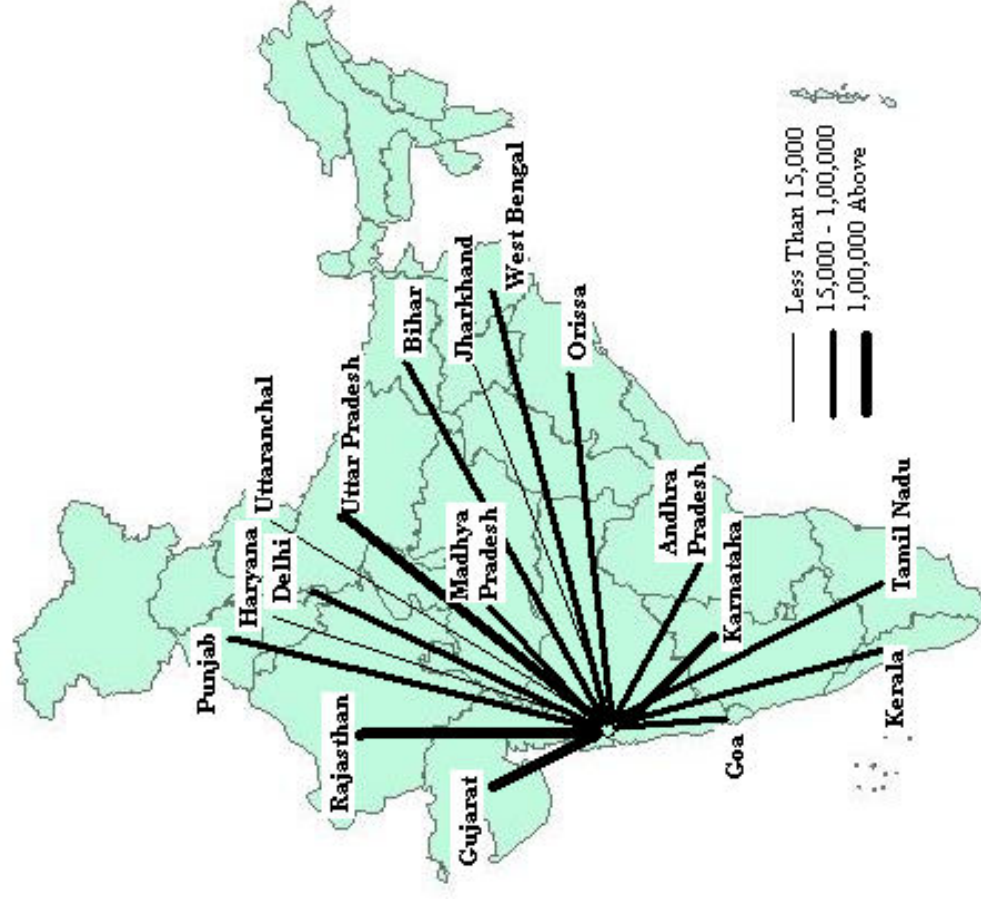 Punjab
Haryana
Delhi
Uttaranchal
Rajasthan
Uttar Pradesh
Gujarat
Madhya
Pradesh
Bihar
Jharkhand
West Bengal
Orissa
Andhra
Pradesh
Karnataka
Goa
Kerala
Tamil Nadu
Less Than 15,000
15,000 - 1,00,000
1,00,000 Above